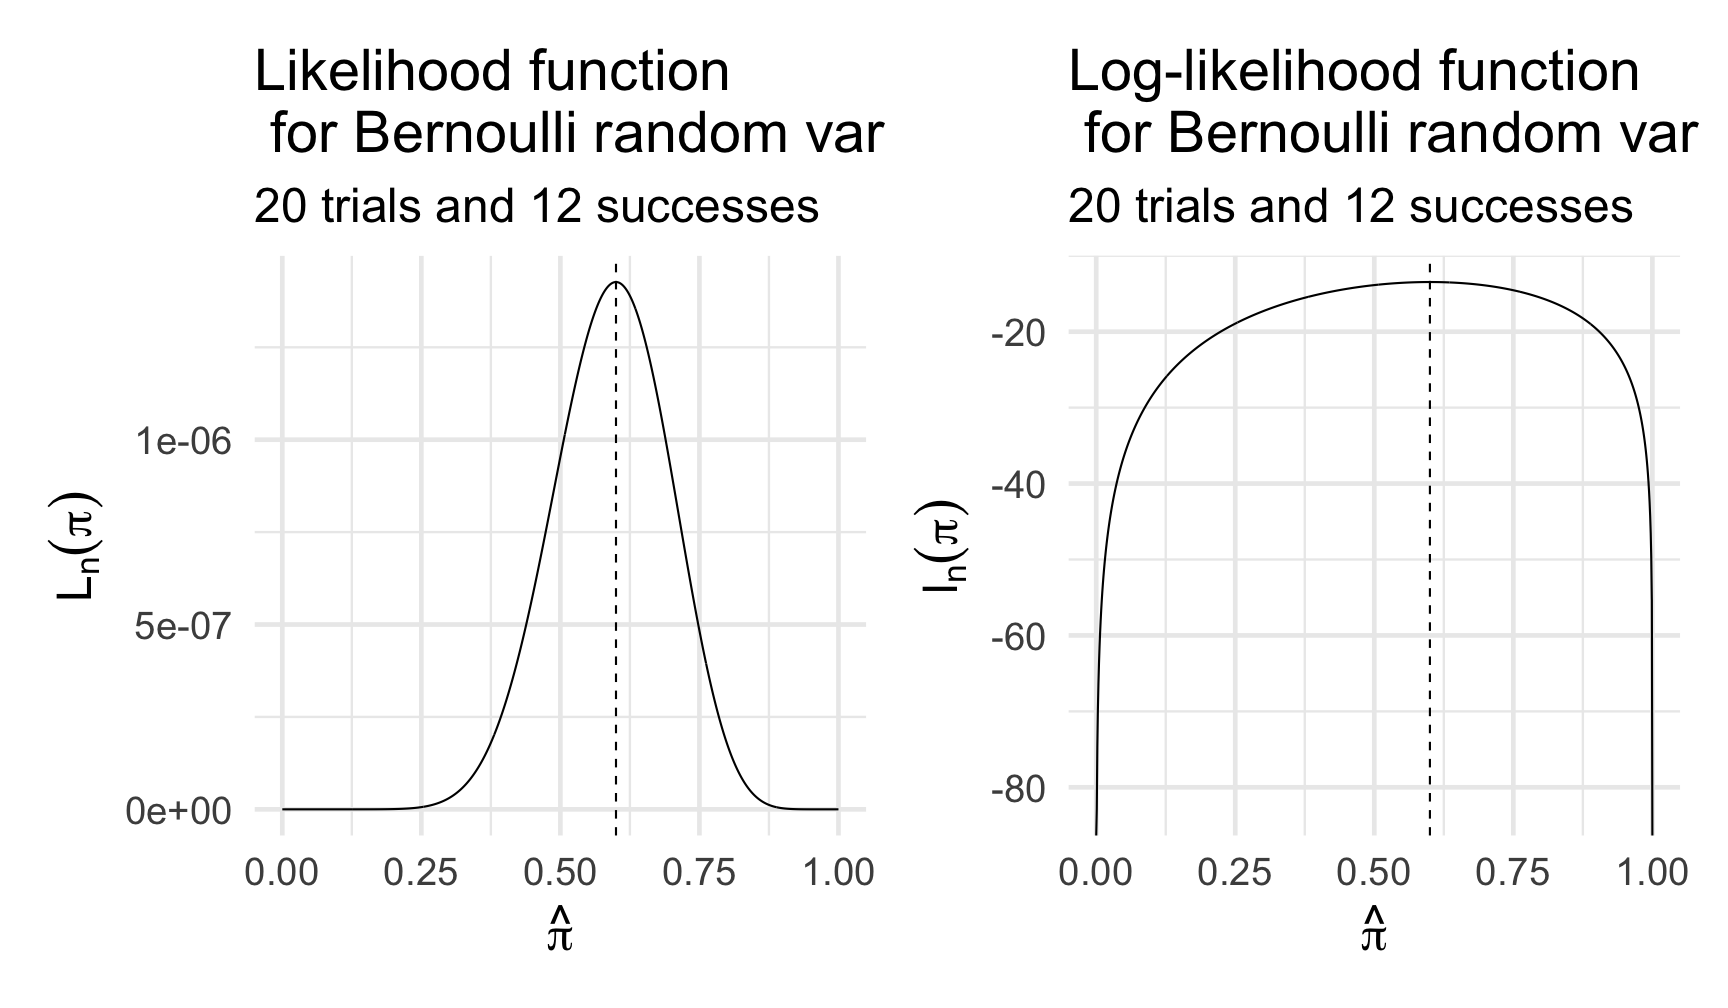 Likelihood function
for Bernoulli random var
20 trials and 12 successes
Lₙ(π)
1e-06
5e-07
0e+00
0.00 0.25 0.50 0.75 1.00
π̂
Log-likelihood function
for Bernoulli random var
20 trials and 12 successes
lₙ(π)
-20
-40
-60
-80
0.00 0.25 0.50 0.75 1.00
π̂